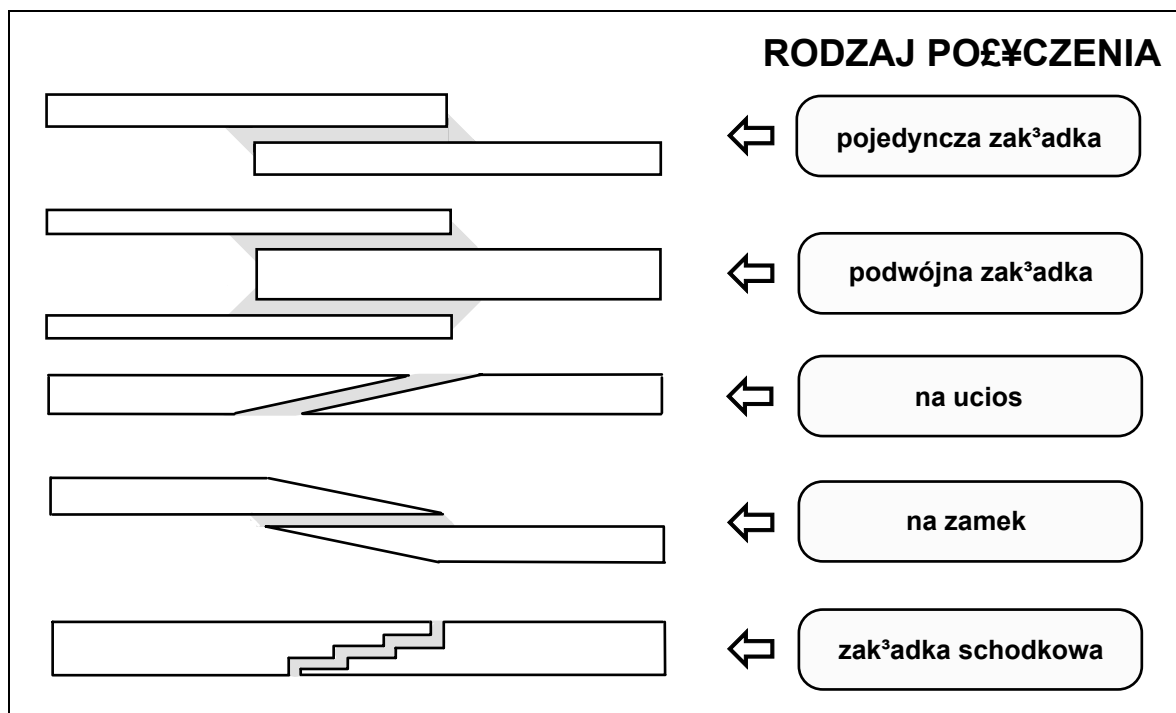 RODZAJ PO£¥CZENIA
pojedyncza zak³adka
podwójna zak³adka
na ucios
na zamek
zak³adka schodkowa